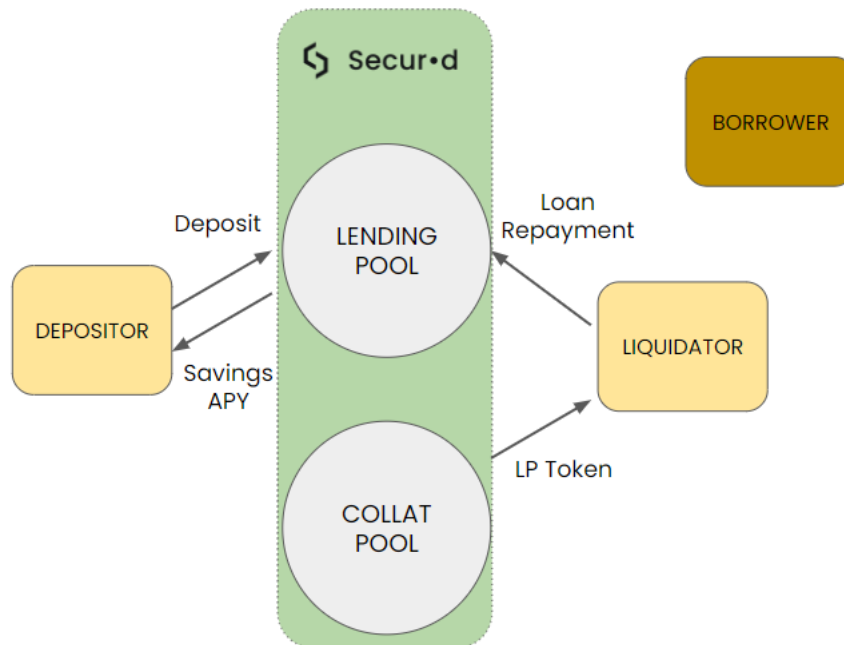 Secur•d
BORROWER
Deposit
Loan
Repayment
LENDING
POOL
DEPOSITOR
LIQUIDATOR
Savings
APY
LP Token
COLLAT
POOL